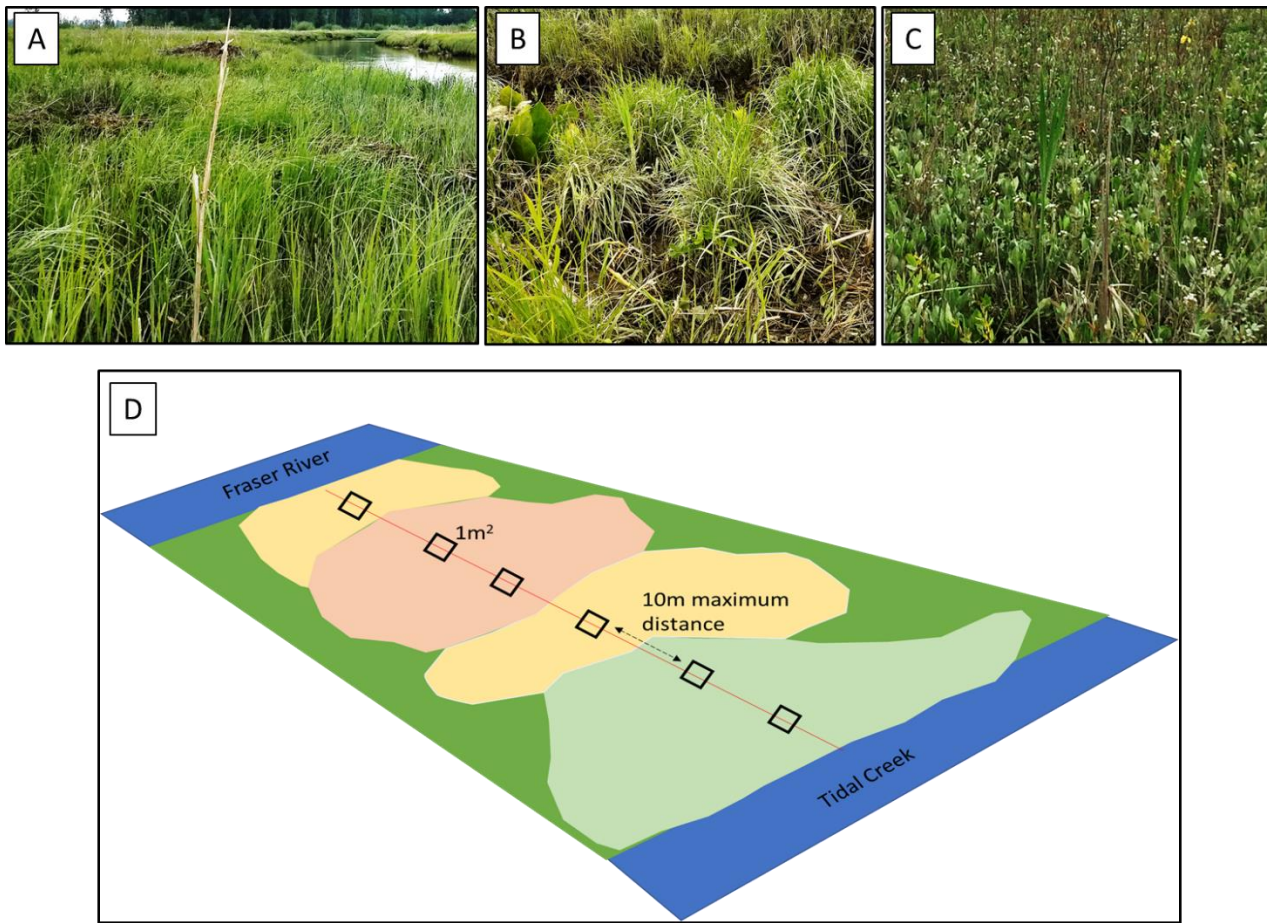 A
B
C
D
Fraser River
1m²
10m maximum
distance
Tidal Creek